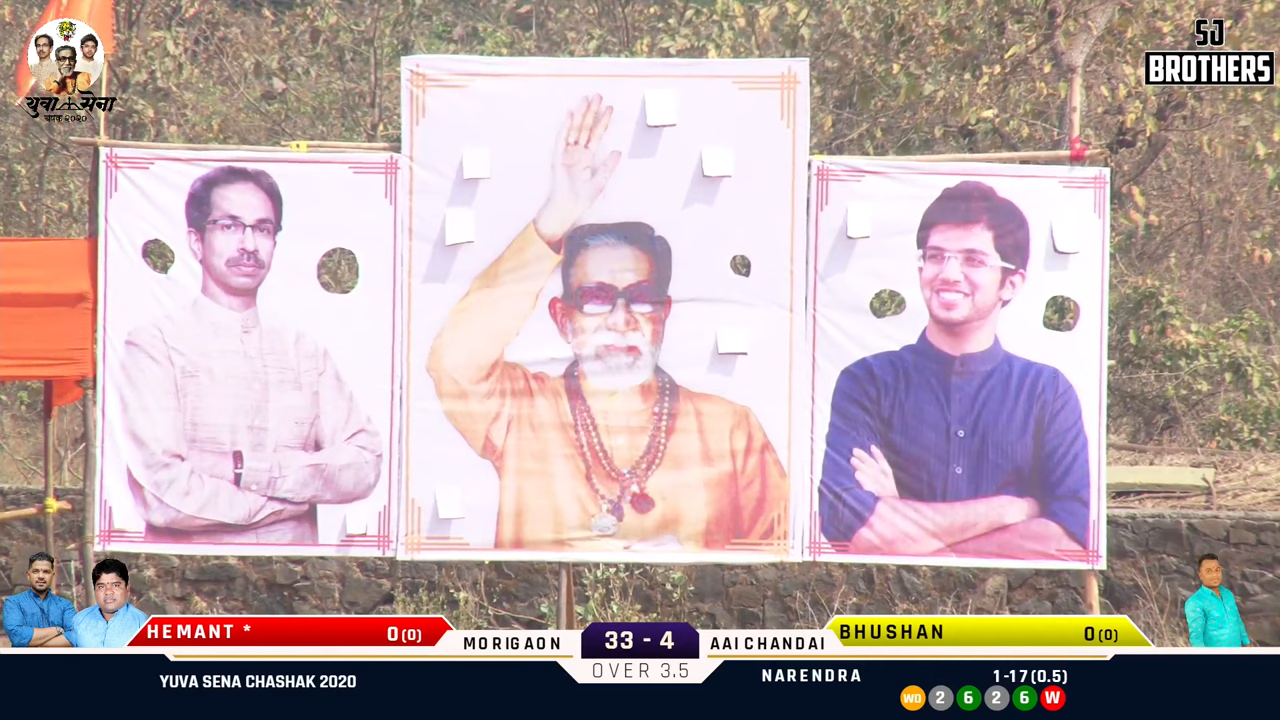 युवा सेना
चषक २०२०
SJ
BROTHERS
HEMANT * 0 (0)
MORIGAON 33 - 4 AAI CHANDAI
BHUSHAN 0 (0)
OVER 3.5
YUVA SENA CHASHAK 2020
NARENDRA 1-17 (0.5)
WD 2 6 2 6 W